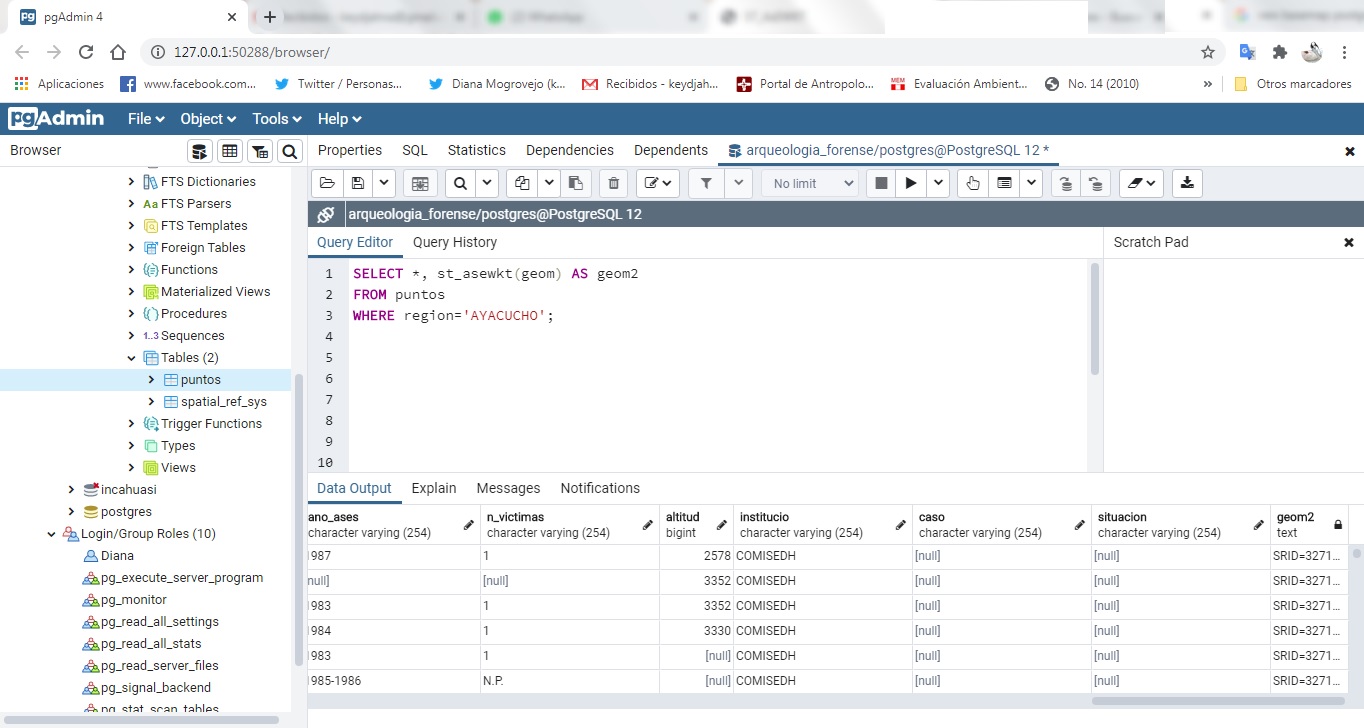 pgAdmin 4
WhatsApp
127.0.0.1:50288/browser/
Aplicaciones www.facebook.com... Twitter / Personas... Diana Mogrovejo (k... Recibidos - keydjah... Portal de Antropolo... Evaluación Ambient... No. 14 (2010) » Otros marcadores
pgAdmin File Object Tools Help
Browser Properties SQL Statistics Dependencies Dependents arqueologia_forense/postgres@PostgreSQL 12 *
No limit
arqueologia_forense/postgres@PostgreSQL 12
Query Editor Query History Scratch Pad
1 SELECT *, st_asewkt(geom) AS geom2
2 FROM puntos
3 WHERE region='AYACUCHO';
4
5
6
7
8
9
10
FTS Dictionaries
FTS Parsers
FTS Templates
Foreign Tables
Functions
Materialized Views
Procedures
1..3 Sequences
Tables (2)
puntos
spatial_ref_sys
Trigger Functions
Types
Views
incahuasi
postgres
Login/Group Roles (10)
Diana
pg_execute_server_program
pg_monitor
pg_read_all_settings
pg_read_all_stats
pg_read_server_files
pg_signal_backend
pg_stat_scan_tables
Data Output Explain Messages Notifications
ano_ases n_victimas altitud institucio caso situacion geom2
character varying (254) character varying (254) bigint character varying (254) character varying (254) character varying (254) text
1987 1 2578 COMISEDH [null] [null] SRID=3271...
[null] [null] 3352 COMISEDH [null] [null] SRID=3271...
1983 1 3352 COMISEDH [null] [null] SRID=3271...
1984 1 3330 COMISEDH [null] [null] SRID=3271...
1983 1 [null] COMISEDH [null] [null] SRID=3271...
1985-1986 N.P. [null] COMISEDH [null] [null] SRID=3271...